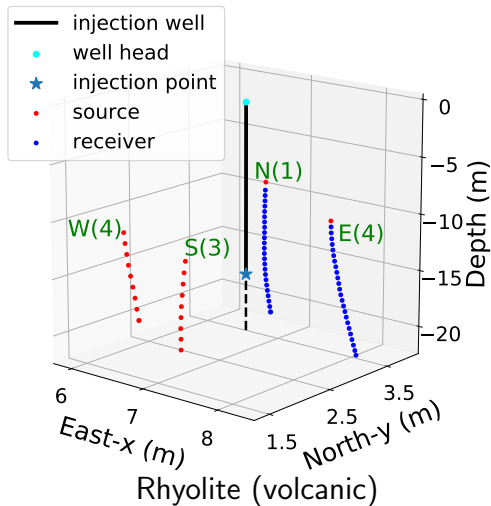 injection well
well head
injection point
source
receiver
N(1)
W(4)
S(3)
E(4)
0
−5
−10
−15
−20
Depth (m)
6
7
8
East-x (m)
1.5
2.5
3.5
North-y (m)
Rhyolite (volcanic)